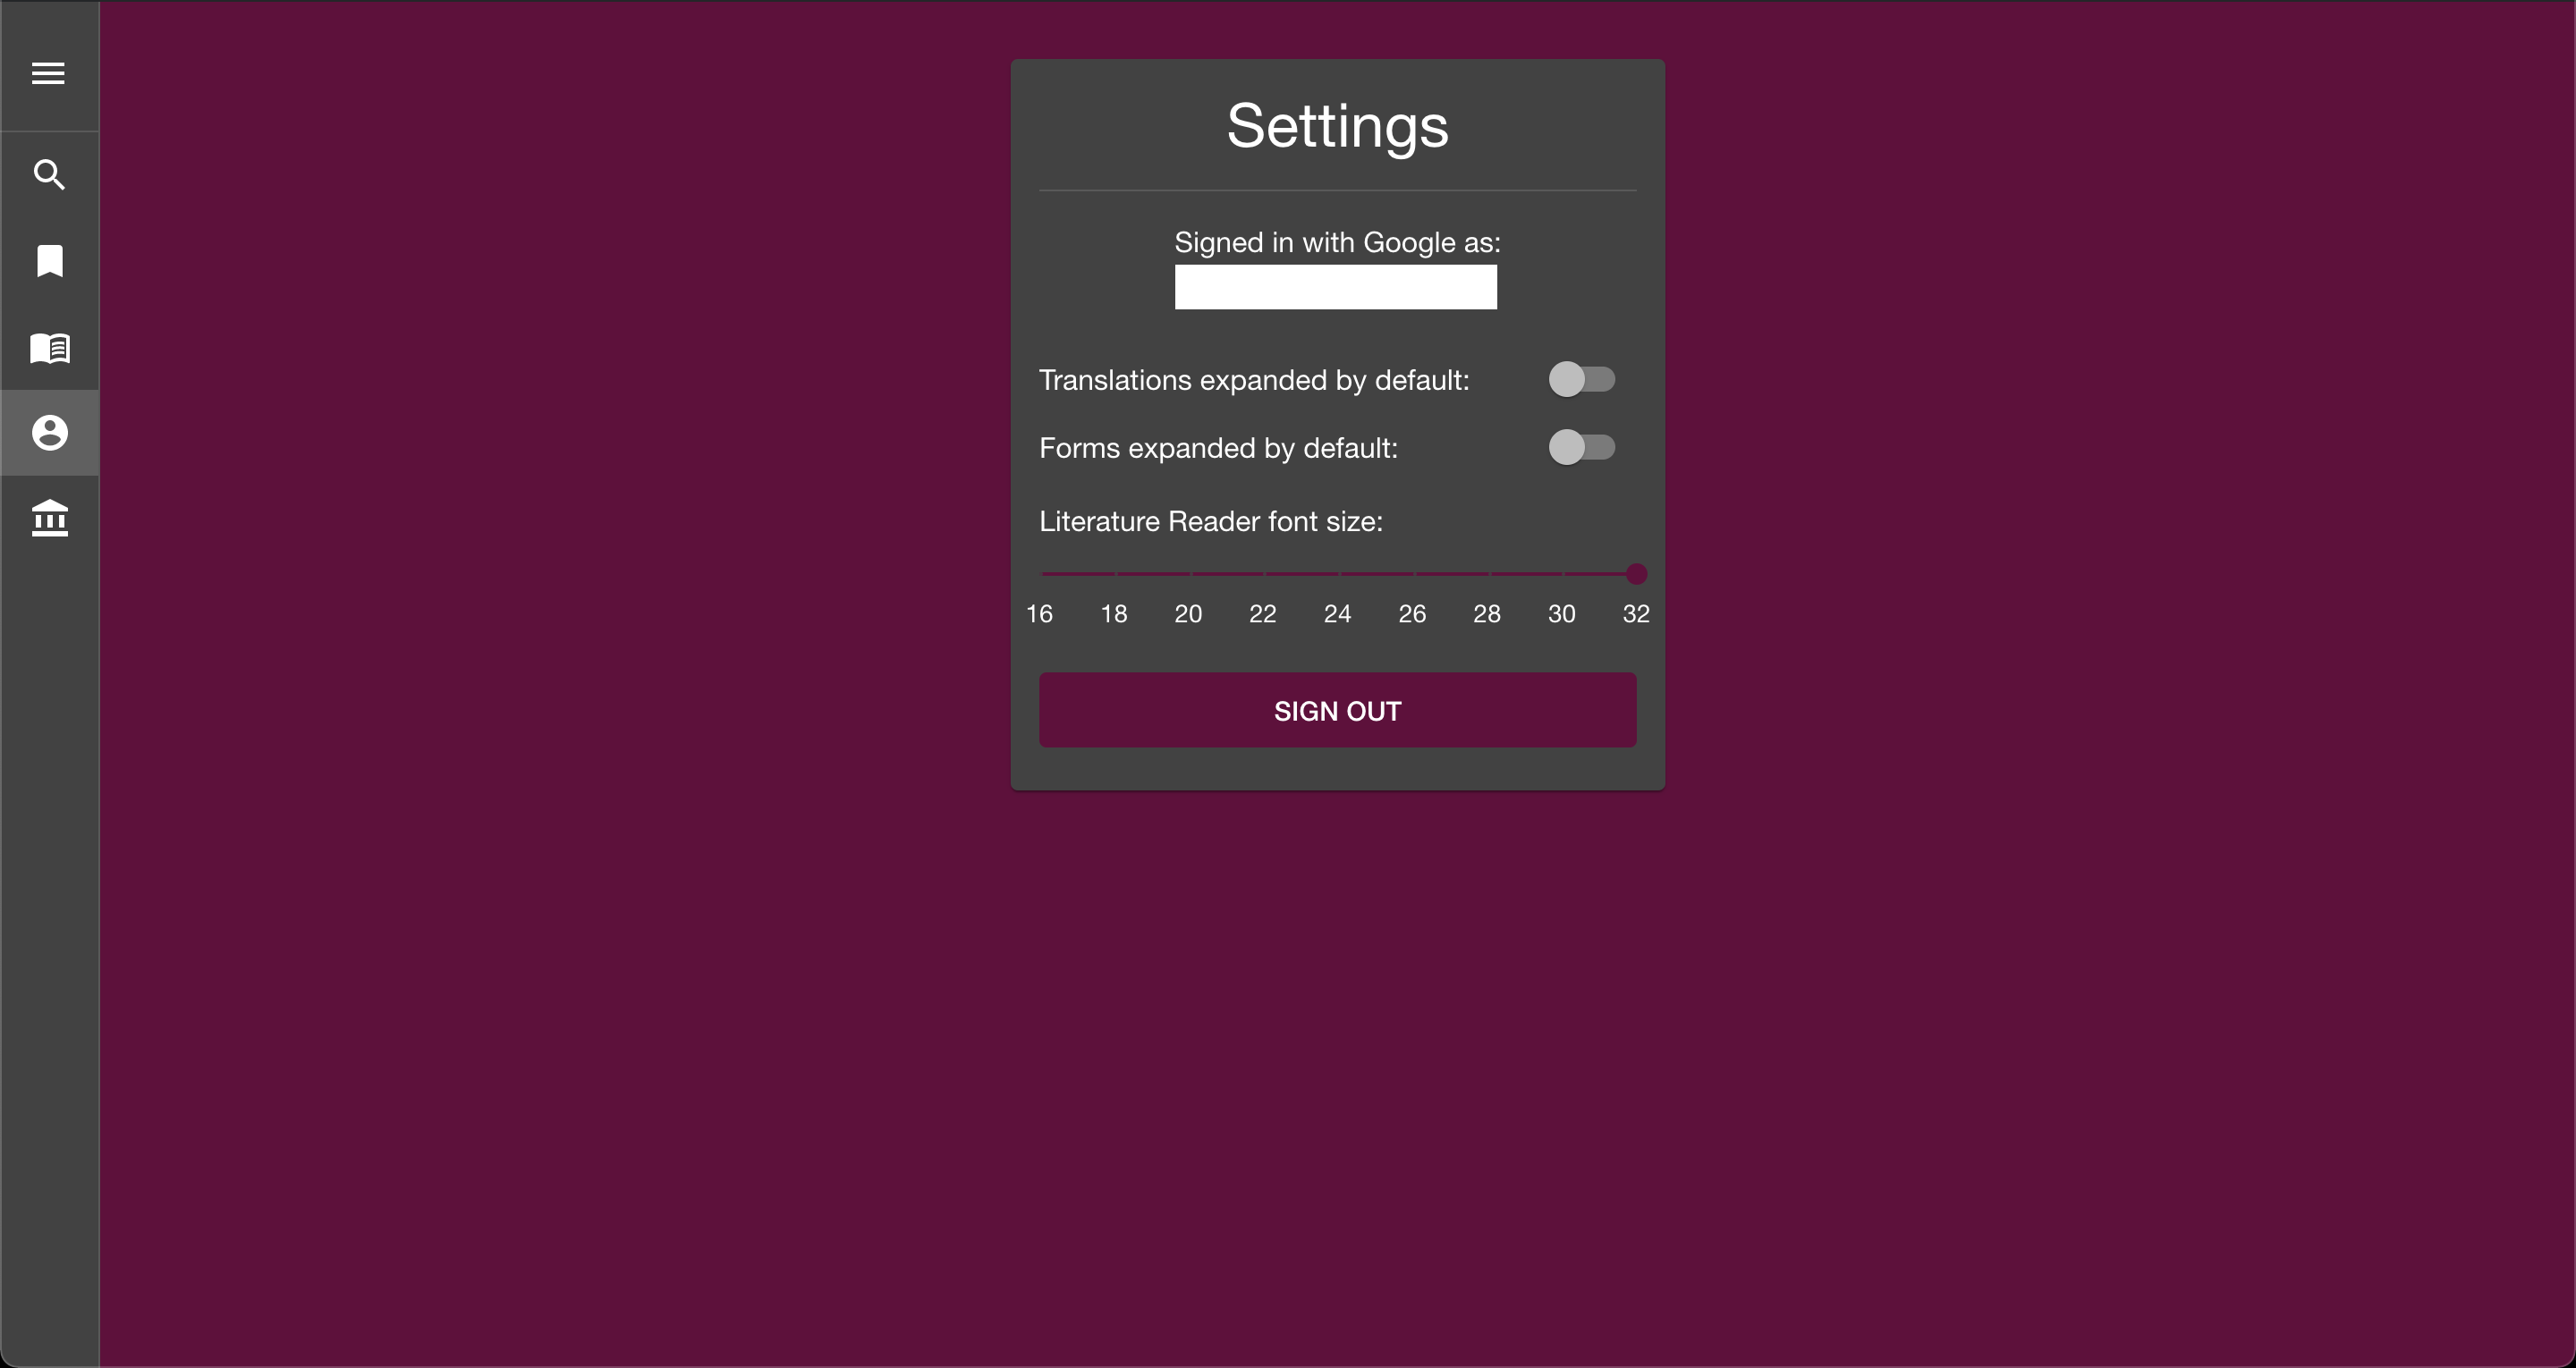 Settings
Signed in with Google as:
Translations expanded by default:
Forms expanded by default:
Literature Reader font size:
16 18 20 22 24 26 28 30 32
SIGN OUT